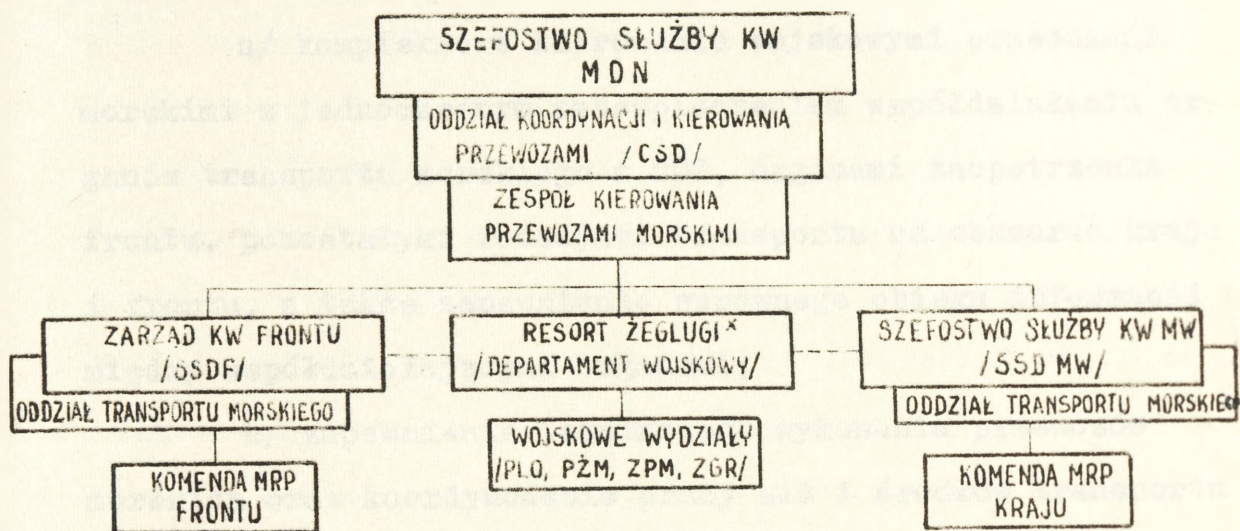 SZEFOSTWO SŁUŻBY KW
MDN
ODDZIAŁ KOORDYNACJI I KIEROWANIA
PRZEWOZAMI /CSD/
ZESPÓŁ KIEROWANIA
PRZEWOZAMI MORSKIMI
ZARZĄD KW FRONTU
/SSDF/
ODDZIAŁ TRANSPORTU MORSKIEGO
KOMENDA MRP
FRONTU
RESORT ŻEGLUGI x
/DEPARTAMENT WOJSKOWY/
WOJSKOWE WYDZIAŁY
/PLO, PŻM, ZPM, ZGR/
SZEFOSTWO SŁUŻBY KW MW
/SSD MW/
ODDZIAŁ TRANSPORTU MORSKIEGO
KOMENDA MRP
KRAJU